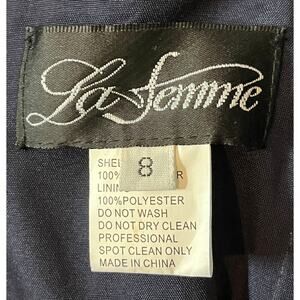 La Femme
8
SHEL
100% R
LININ
100%POLYESTER
DO NOT WASH
DO NOT DRY CLEAN
PROFESSIONAL
SPOT CLEAN ONLY
MADE IN CHINA